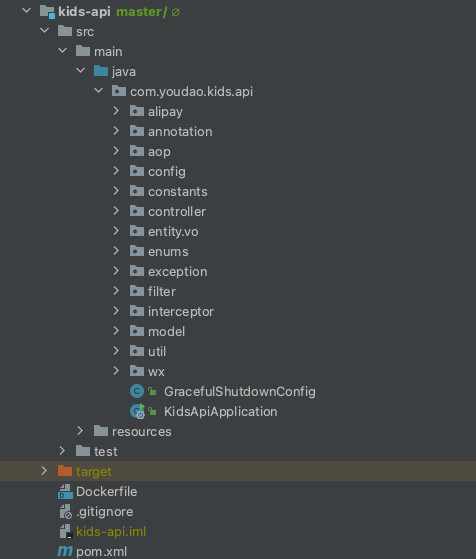 kids-api master / ∅
src
main
java
com.youdao.kids.api
alipay
annotation
aop
config
constants
controller
entity.vo
enums
exception
filter
interceptor
model
util
wx
GracefulShutdownConfig
KidsApiApplication
resources
test
target
Dockerfile
.gitignore
kids-api.iml
pom.xml